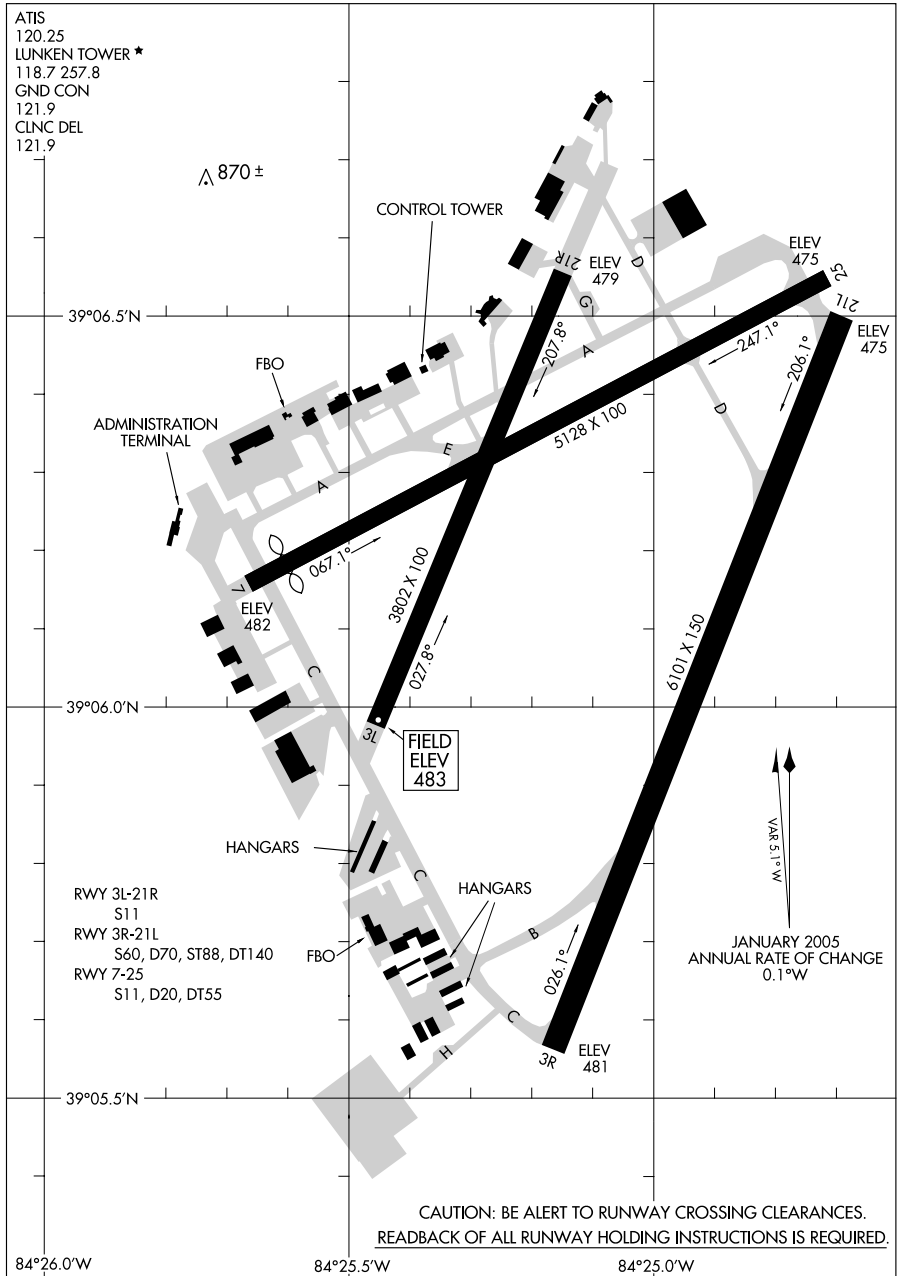 ATIS
120.25
LUNKEN TOWER ★
118.7 257.8
GND CON
121.9
CLNC DEL
121.9
870 ±
CONTROL TOWER
21R
ELEV
479
D
ELEV
475
25
21L
ELEV
475
G
39°06.5'N
207.8°
A
247.1°
206.1°
FBO
5128 X 100
D
ADMINISTRATION
TERMINAL
E
A
067.1°
7
ELEV
482
3802 X 100
027.8°
6101 X 150
C
39°06.0'N
3L
FIELD
ELEV
483
VAR 5.1° W
HANGARS
C
HANGARS
RWY 3L-21R
S11
RWY 3R-21L
S60, D70, ST88, DT140
RWY 7-25
S11, D20, DT55
FBO
B
026.1°
JANUARY 2005
ANNUAL RATE OF CHANGE
0.1°W
C
H
3R
ELEV
481
39°05.5'N
CAUTION: BE ALERT TO RUNWAY CROSSING CLEARANCES.
READBACK OF ALL RUNWAY HOLDING INSTRUCTIONS IS REQUIRED.
84°26.0'W
84°25.5'W
84°25.0'W